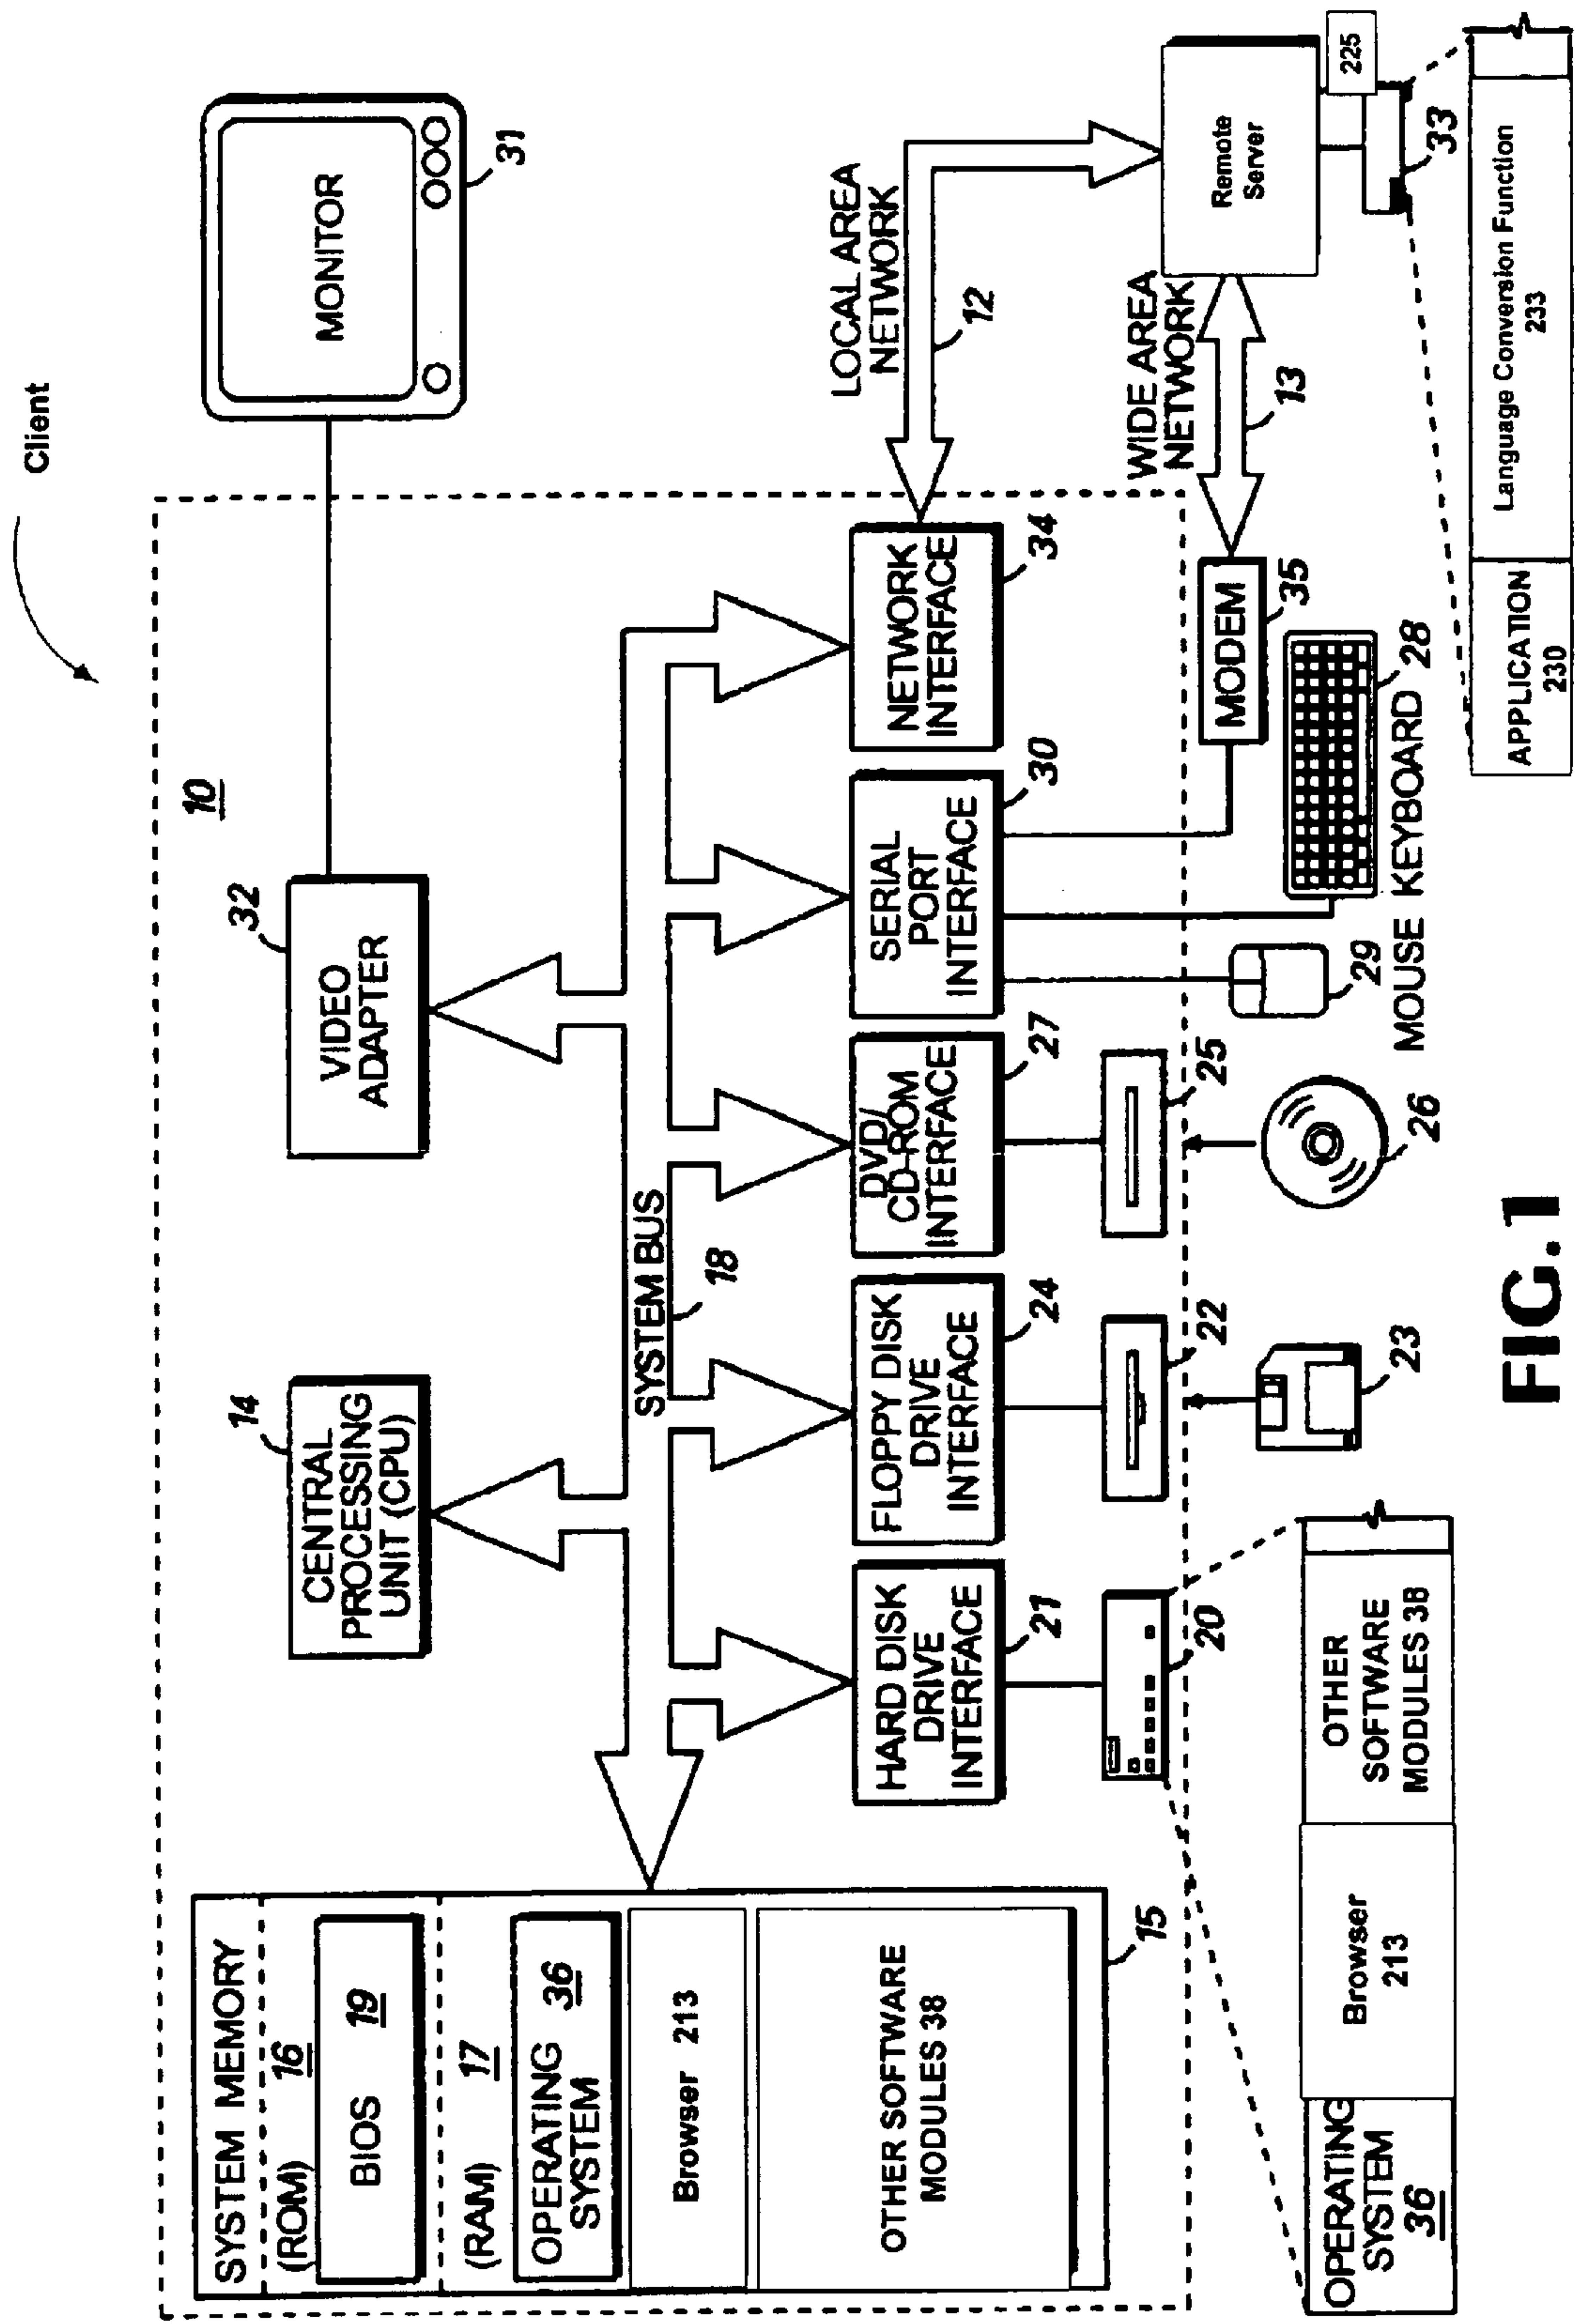 Client
10
SYSTEM MEMORY
(ROM) 16
BIOS 19
(RAM) 17
OPERATING 36
SYSTEM
Browser 213
OTHER SOFTWARE
MODULES 38
15
14
CENTRAL
PROCESSING
UNIT (CPU)
32
VIDEO
ADAPTER
MONITOR
31
SYSTEM BUS
18
HARD DISK
DRIVE
INTERFACE
21
FLOPPY DISK
DRIVE
INTERFACE
24
DVD/
CD-ROM
INTERFACE
27
SERIAL
PORT
INTERFACE
30
NETWORK
INTERFACE
34
LOCAL AREA
NETWORK
12
WIDE AREA
NETWORK
13
Remote
Server
225
33
MODEM
35
20
22
25
23
26
29
28
MOUSE KEYBOARD
OPERATING
SYSTEM
36
Browser
213
OTHER
SOFTWARE
MODULES 38
APPLICATION
230
Language Conversion Function
233
FIG.1